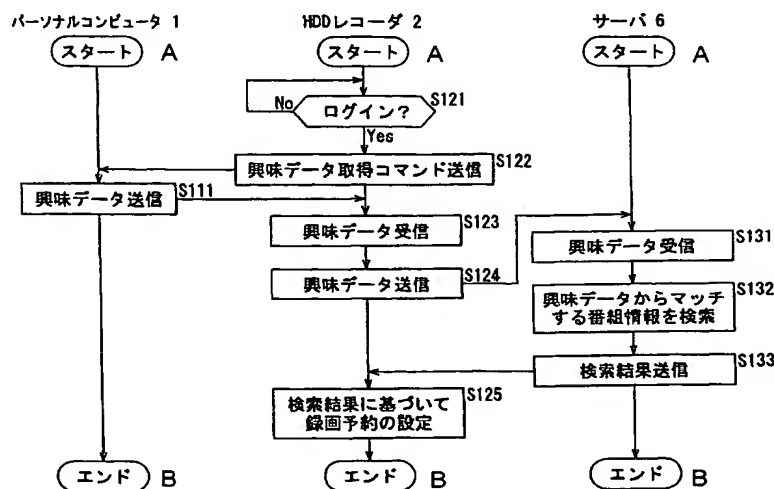 パーソナルコンピュータ 1
HDDレコーダ 2
サーバ 6
スタート A
スタート A
スタート A
No
ログイン?
S121
Yes
興味データ取得コマンド送信
S122
興味データ送信
S111
興味データ受信
S123
興味データ送信
S124
興味データ受信
S131
興味データからマッチ
する番組情報を検索
S132
検索結果送信
S133
検索結果に基づいて
録画予約の設定
S125
エンド B
エンド B
エンド B